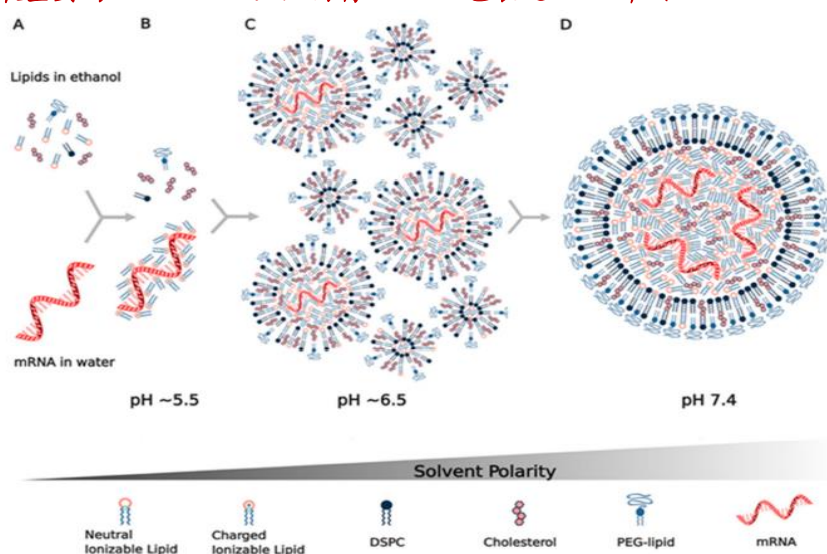 A
B
C
D
Lipids in ethanol
mRNA in water
pH ~5.5
pH ~6.5
pH 7.4
Solvent Polarity
Neutral
Ionizable Lipid
Charged
Ionizable Lipid
DSPC
Cholesterol
PEG-lipid
mRNA